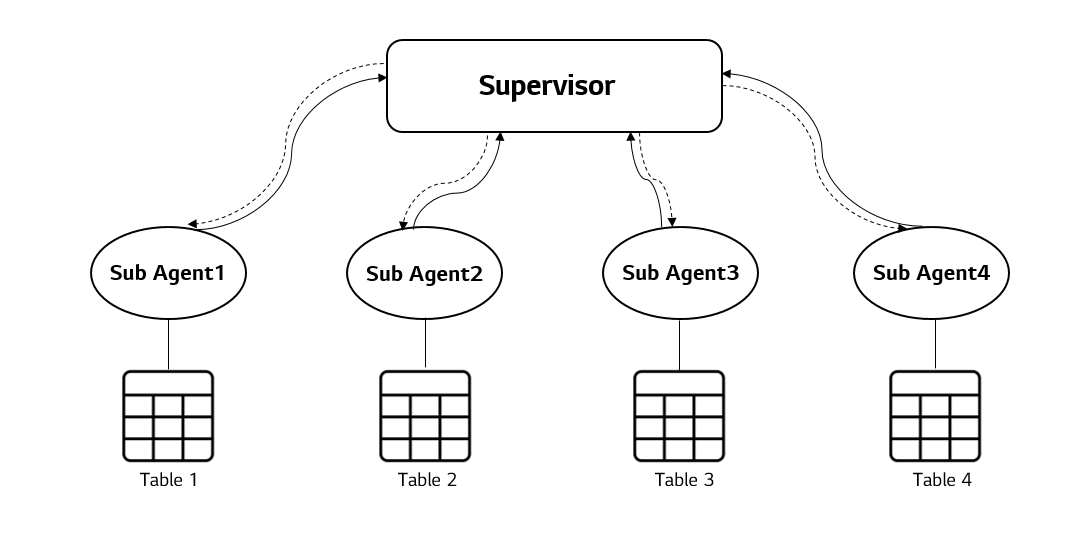 Supervisor
Sub Agent1
Sub Agent2
Sub Agent3
Sub Agent4
Table 1
Table 2
Table 3
Table 4